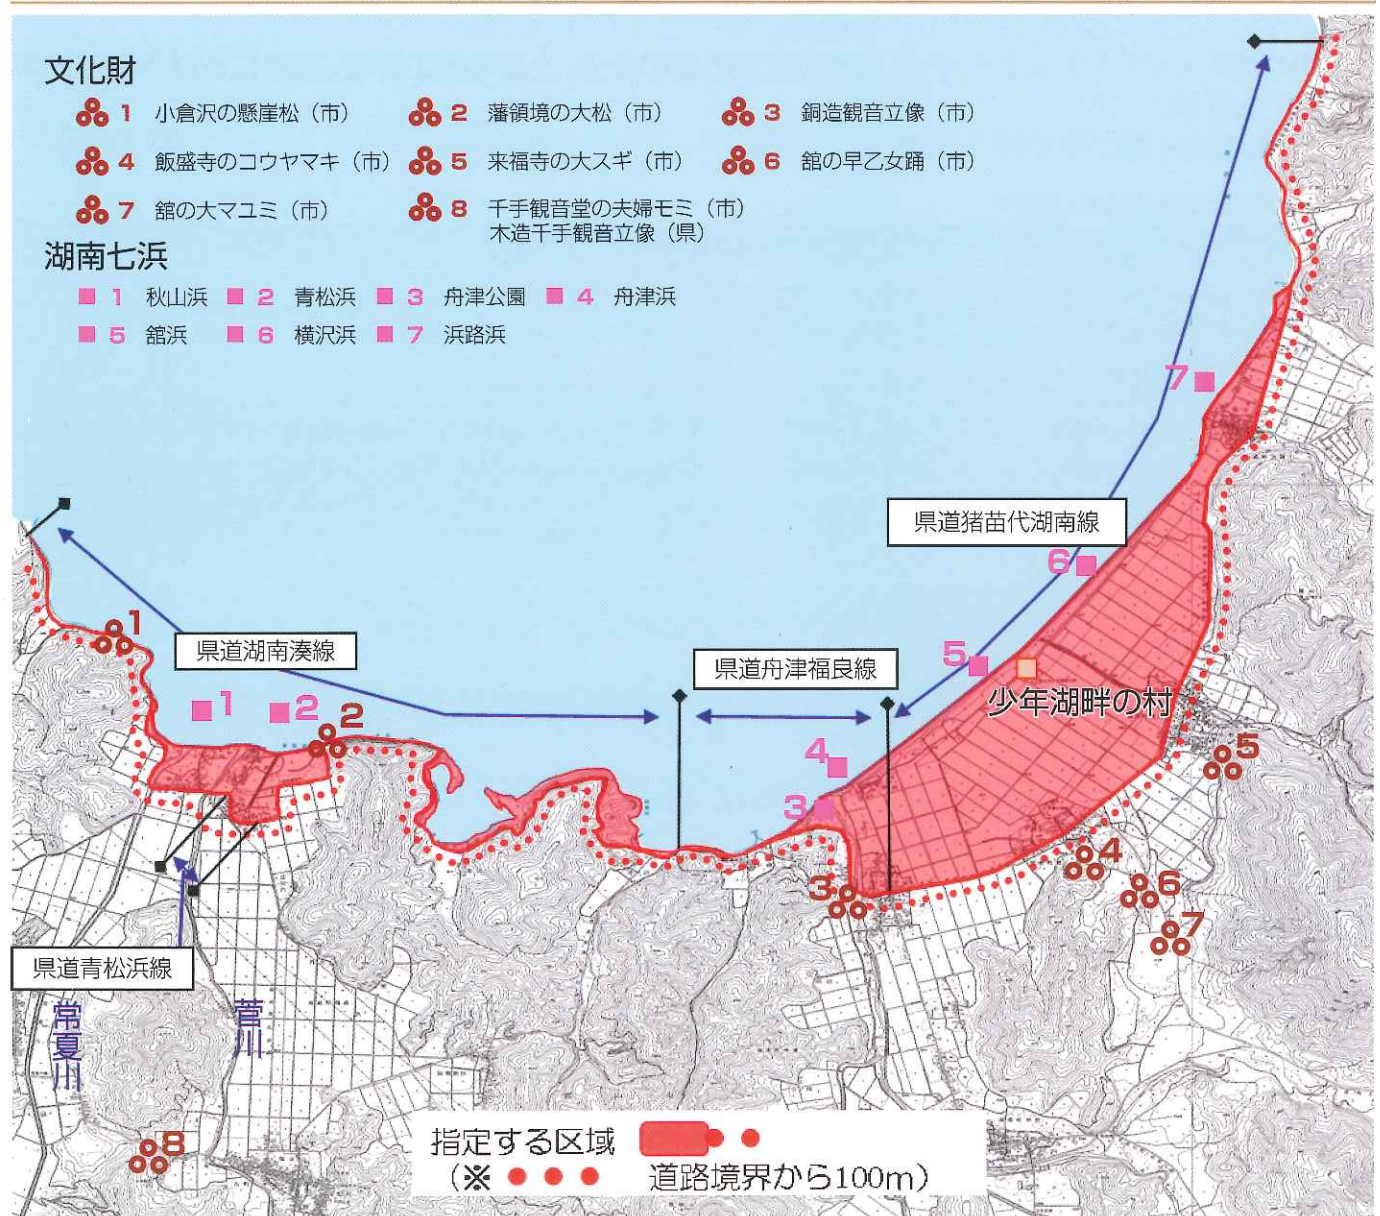 文化財
1 小倉沢の懸崖松（市） 2 藩領境の大松（市） 3 銅造観音立像（市）
4 飯盛寺のコウヤマキ（市） 5 来福寺の大スギ（市） 6 舘の早乙女踊（市）
7 舘の大マユミ（市） 8 千手観音堂の夫婦モミ（市）
木造千手観音立像（県）
湖南七浜
1 秋山浜 2 青松浜 3 舟津公園 4 舟津浜
5 舘浜 6 横沢浜 7 浜路浜
7
県道猪苗代湖南線
6
1
県道湖南湊線
県道舟津福良線
5
少年湖畔の村
1
2
2
4
5
3
4
3
6
7
県道青松浜線
常夏川
菅川
8
指定する区域
（※ 道路境界から100m）